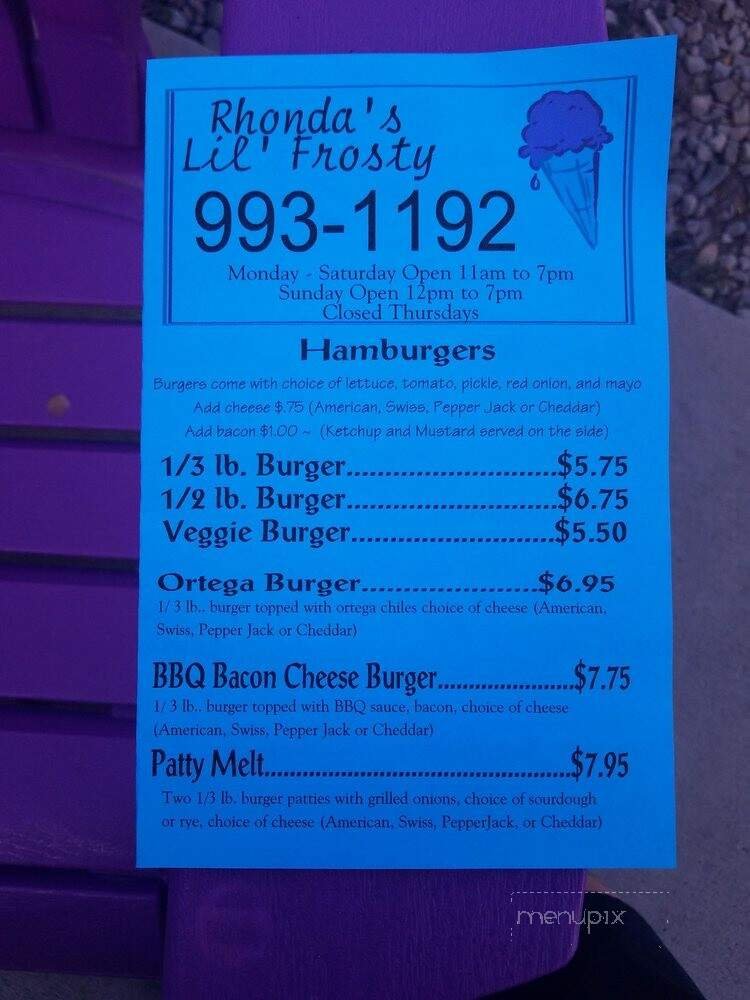 Rhonda's
Lil' Frosty
993-1192
Monday - Saturday Open 11am to 7pm
Sunday Open 12pm to 7pm
Closed Thursdays
Hamburgers
Burgers come with choice of lettuce, tomato, pickle, red onion, and mayo
Add cheese $.75 (American, Swiss, Pepper Jack or Cheddar)
Add bacon $1.00 ~ (Ketchup and Mustard served on the side)
1/3 lb. Burger..............................$5.75
1/2 lb. Burger..............................$6.75
Veggie Burger.............................$5.50
Ortega Burger.........................$6.95
1/ 3 lb.. burger topped with ortega chiles choice of cheese (American,
Swiss, Pepper Jack or Cheddar)
BBQ Bacon Cheese Burger........................$7.75
1/ 3 lb.. burger topped with BBQ sauce, bacon, choice of cheese
(American, Swiss, Pepper Jack or Cheddar)
Patty Melt......................................................$7.95
Two 1/3 lb. burger patties with grilled onions, choice of sourdough
or rye, choice of cheese (American, Swiss, PepperJack, or Cheddar)
menupix